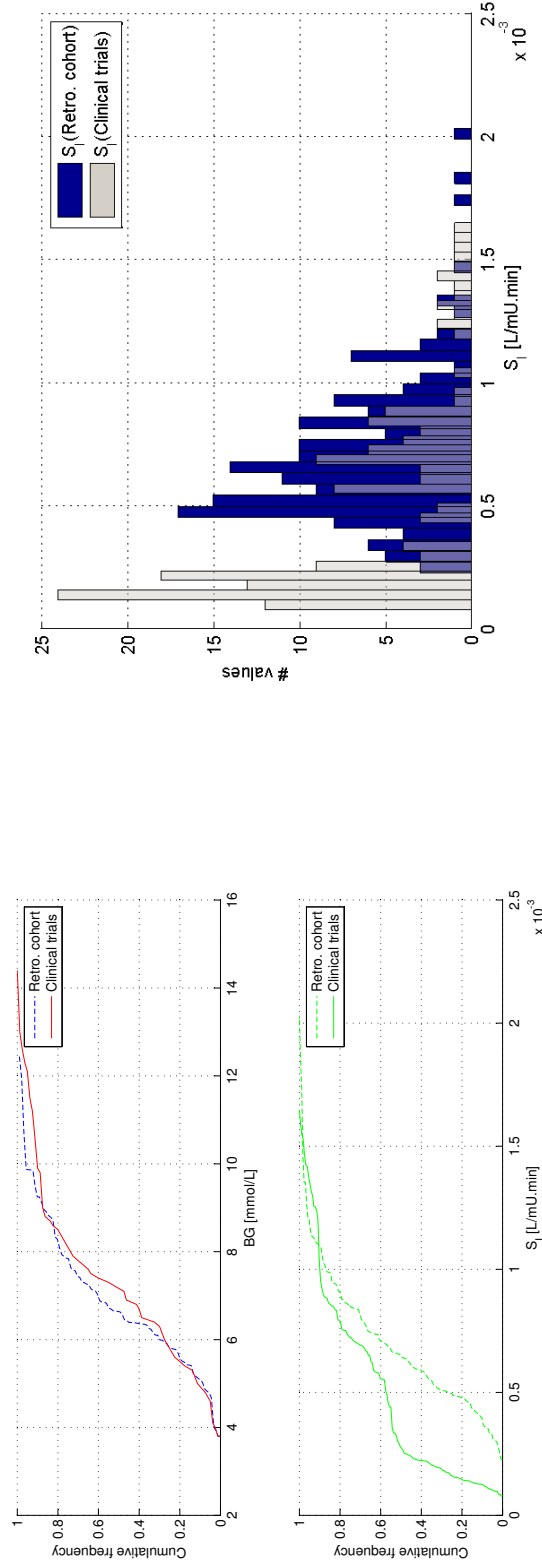 1
0.8
0.6
0.4
0.2
0
Cumulative frequency
2
4
6
8
10
12
14
16
BG [mmol/L]
Retro. cohort
Clinical trials
1
0.8
0.6
0.4
0.2
0
Cumulative frequency
0
0.5
1
1.5
2
2.5
x 10⁻³
S_I [L/mU.min]
Retro. cohort
Clinical trials
25
20
15
10
5
0
# values
0
0.5
1
1.5
2
2.5
x 10⁻³
S_I [L/mU.min]
S_I(Retro. cohort)
S_I(Clinical trials)